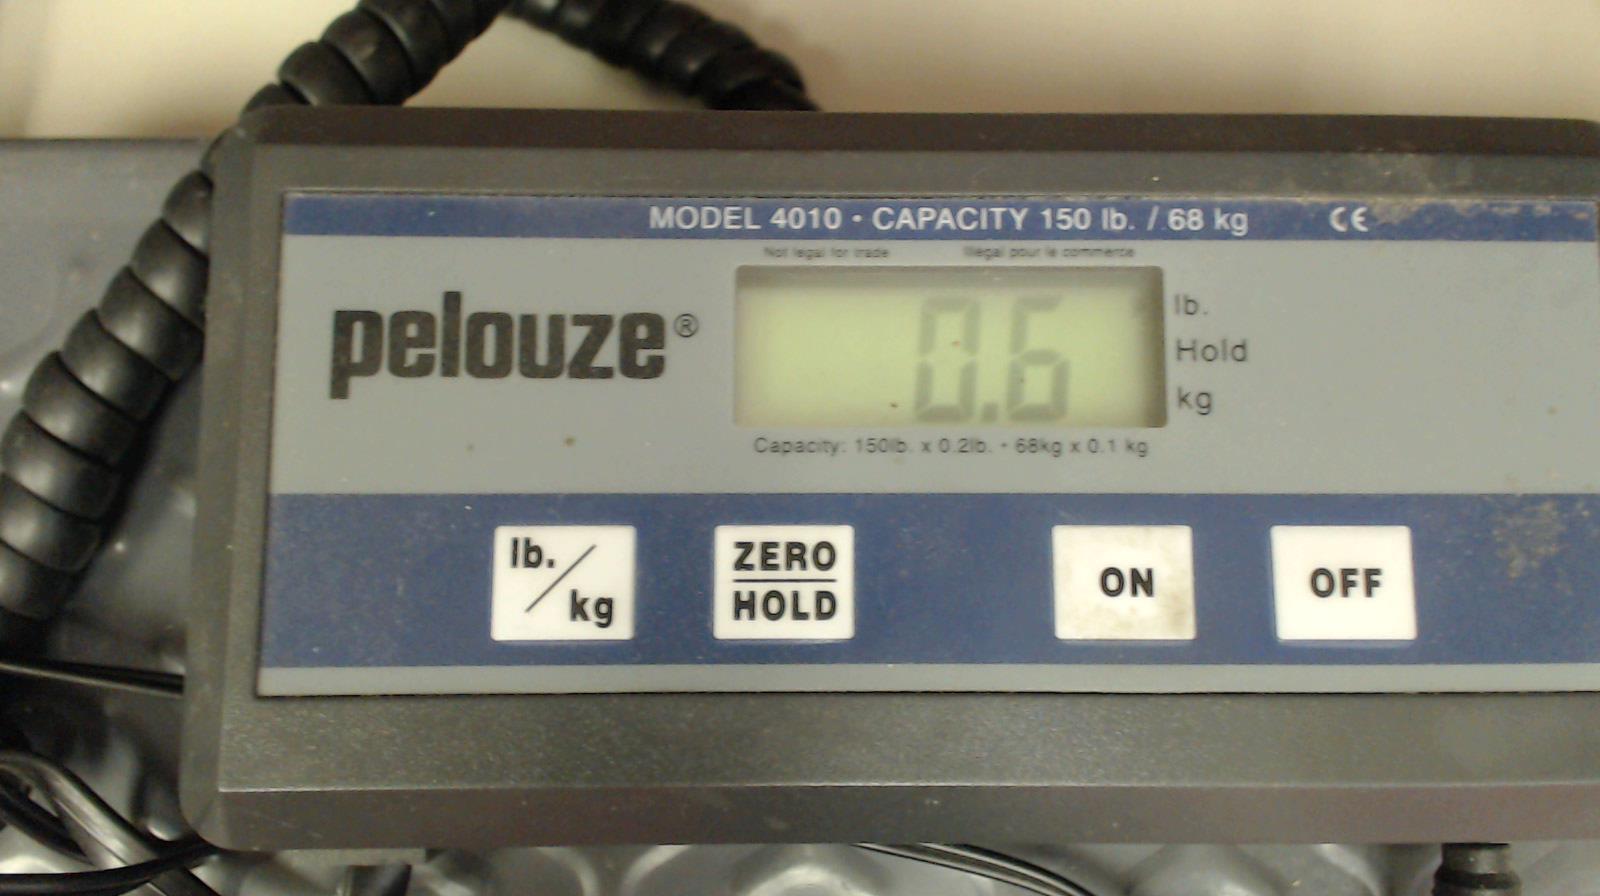 MODEL 4010 • CAPACITY 150 lb. / 68 kg CE
Not legal for trade Illégal pour le commerce
pelouze®
0.6
lb.
Hold
kg
Capacity: 150lb. x 0.2lb. - 68kg x 0.1 kg
lb./kg
ZERO
HOLD
ON
OFF